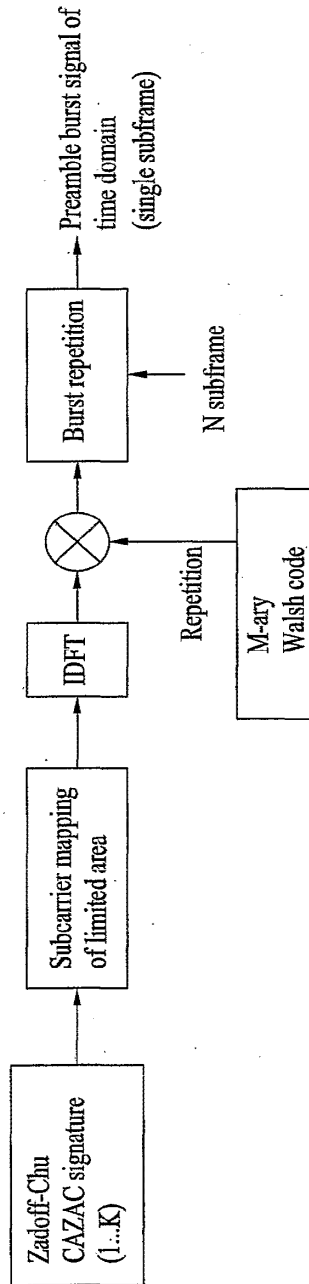 Zadoff-Chu
CAZAC signature
(1...K)
Subcarrier mapping
of limited area
IDFT
Repetition
M-ary
Walsh code
Burst repetition
N subframe
Preamble burst signal of
time domain
(single subframe)